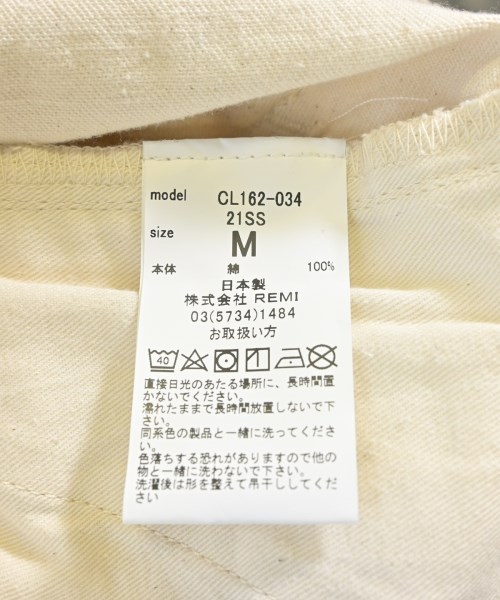 model CL162-034
21SS
size M
本体 綿 100%
日本製
株式会社 REMI
03(5734)1484
お取扱い方
40
直接日光のあたる場所に、長時間置
かないでください。
濡れたままで長時間放置しないで下
さい。
同系色の製品と一緒に洗ってくださ
い。
色落ちする恐れがありますので他の
物と一緒に洗わないで下さい。
洗濯後は形を整えて吊干ししてくだ
さい